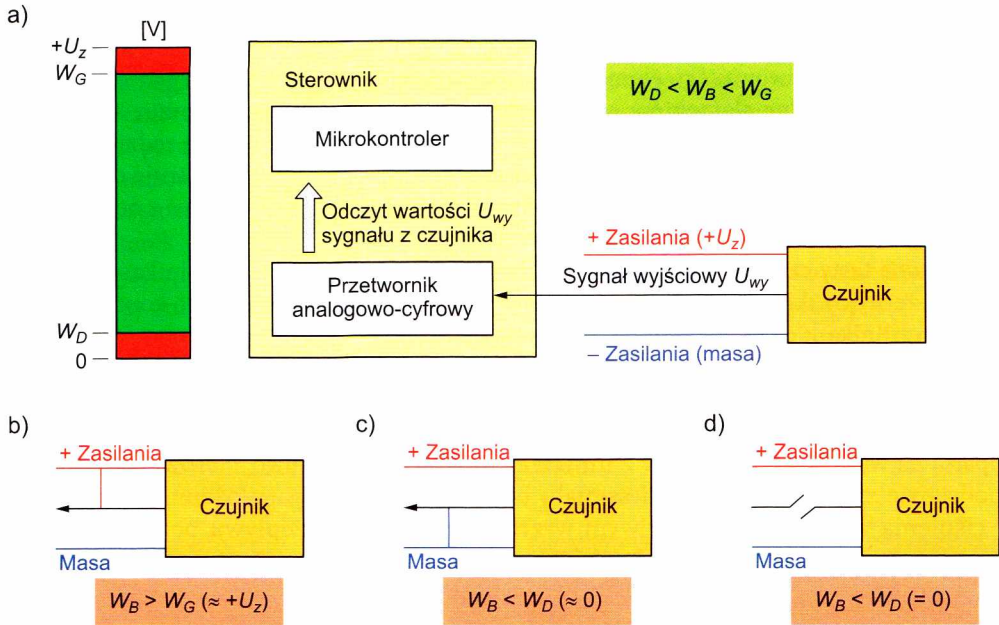 a)
[V]
+U_z
W_G
W_D
0
Sterownik
Mikrokontroler
Odczyt wartości U_wy
sygnału z czujnika
Przetwornik
analogowo-cyfrowy
W_D < W_B < W_G
+ Zasilania (+U_z)
Sygnał wyjściowy U_wy
– Zasilania (masa)
Czujnik
b)
+ Zasilania
Czujnik
Masa
W_B > W_G (≈ +U_z)
c)
+ Zasilania
Czujnik
Masa
W_B < W_D (≈ 0)
d)
+ Zasilania
Czujnik
Masa
W_B < W_D (= 0)